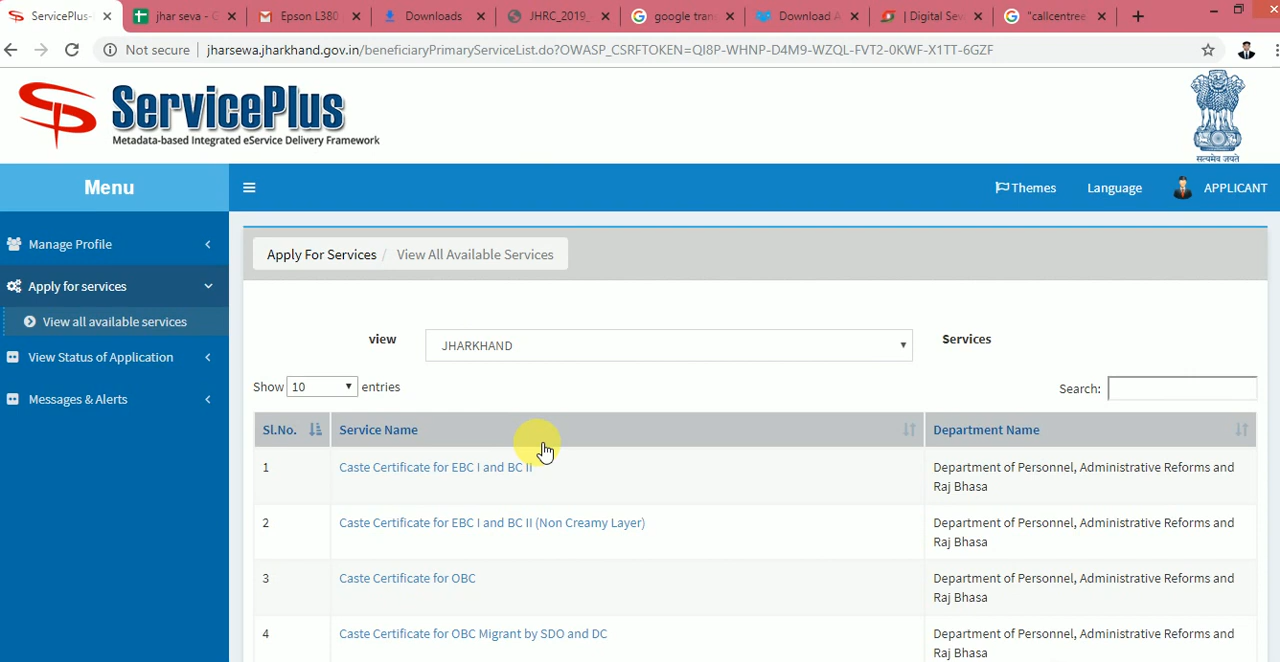 ServicePlus-
jhar seva - G
Epson L380
Downloads
JHRC_2019_
google tran
Download A
| Digital Sev
"callcentree
Not secure | jharsewa.jharkhand.gov.in/beneficiaryPrimaryServiceList.do?OWASP_CSRFTOKEN=QI8P-WHNP-D4M9-WZQL-FVT2-0KWF-X1TT-6GZF
ServicePlus
Metadata-based Integrated eService Delivery Framework
सत्यमेव जयते
Menu
Themes
Language
APPLICANT
Manage Profile
Apply for services
View all available services
View Status of Application
Messages & Alerts
Apply For Services / View All Available Services
view
JHARKHAND
Services
Show 10 entries
Search:
Sl.No. Service Name Department Name
1 Caste Certificate for EBC I and BC II Department of Personnel, Administrative Reforms and
Raj Bhasa
2 Caste Certificate for EBC I and BC II (Non Creamy Layer) Department of Personnel, Administrative Reforms and
Raj Bhasa
3 Caste Certificate for OBC Department of Personnel, Administrative Reforms and
Raj Bhasa
4 Caste Certificate for OBC Migrant by SDO and DC Department of Personnel, Administrative Reforms and
Raj Bhasa